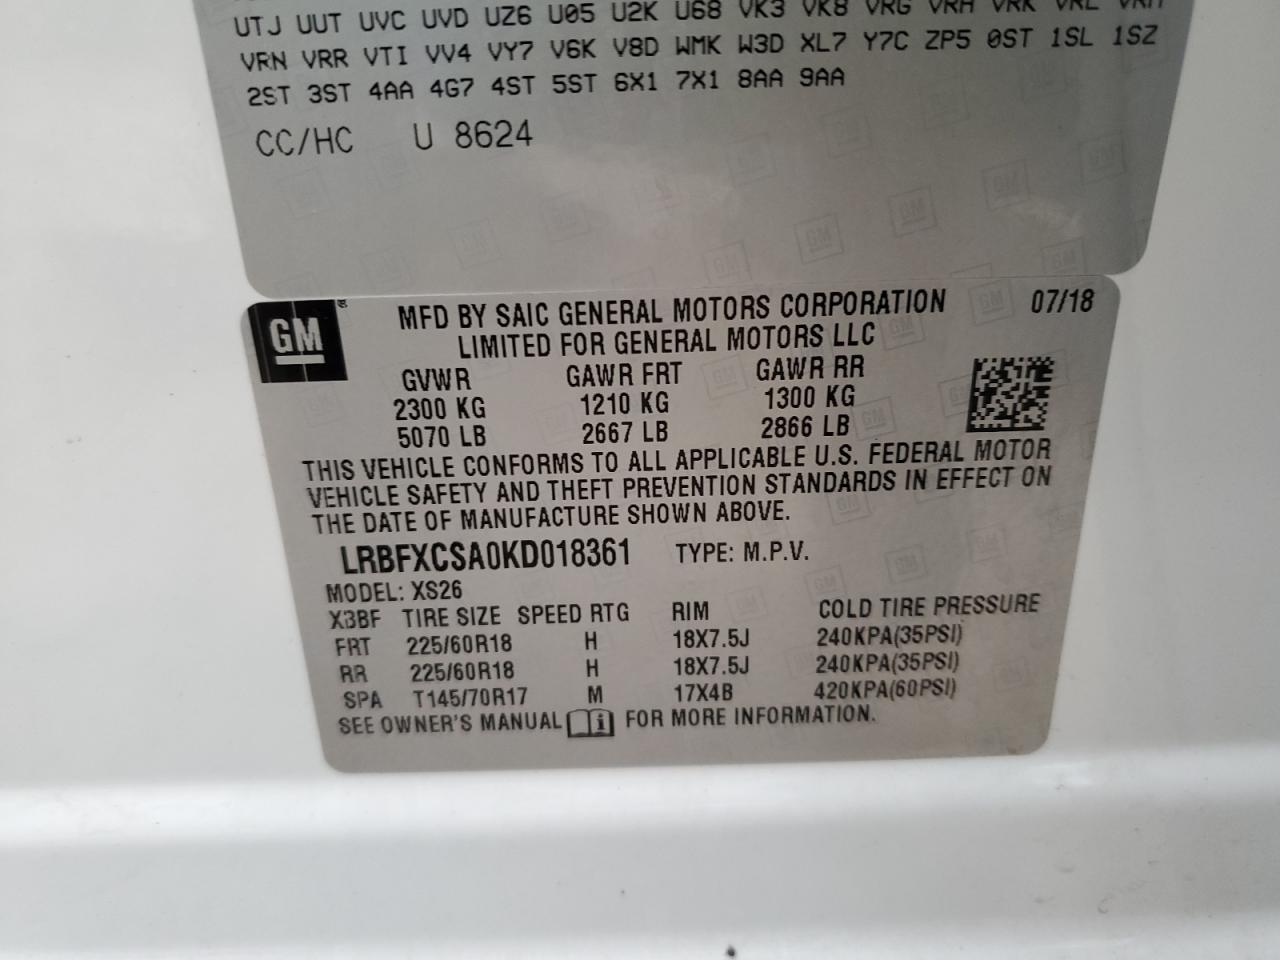 UTJ UUT UVC UVD UZ6 U05 U2K U68 VK3 VK8 VRG VRH VRK VRL VRM
VRN VRR VTI VV4 VY7 V6K V8D WMK W3D XL7 Y7C ZP5 0ST 1SL 1SZ
2ST 3ST 4AA 4G7 4ST 5ST 6X1 7X1 8AA 9AA
CC/HC U 8624
GM ® MFD BY SAIC GENERAL MOTORS CORPORATION 07/18
LIMITED FOR GENERAL MOTORS LLC
GVWR GAWR FRT GAWR RR
2300 KG 1210 KG 1300 KG
5070 LB 2667 LB 2866 LB
THIS VEHICLE CONFORMS TO ALL APPLICABLE U.S. FEDERAL MOTOR
VEHICLE SAFETY AND THEFT PREVENTION STANDARDS IN EFFECT ON
THE DATE OF MANUFACTURE SHOWN ABOVE.
LRBFXCSA0KD018361 TYPE: M.P.V.
MODEL: XS26
X3BF TIRE SIZE SPEED RTG RIM COLD TIRE PRESSURE
FRT 225/60R18 H 18X7.5J 240KPA(35PSI)
RR 225/60R18 H 18X7.5J 240KPA(35PSI)
SPA T145/70R17 M 17X4B 420KPA(60PSI)
SEE OWNER'S MANUAL i FOR MORE INFORMATION.